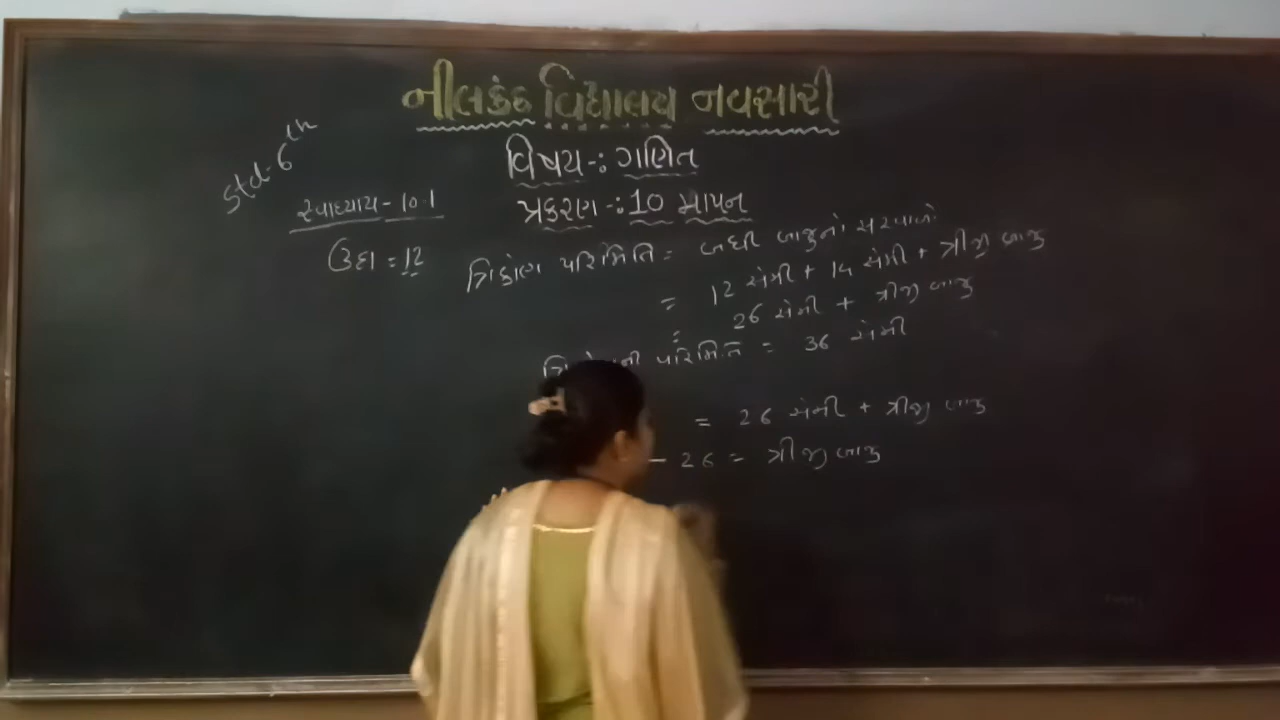 નીલકંઠ વિદ્યાલય નવસારી
Std:-6th
વિષય-: ગણિત
પ્રકરણ-: 10 માપન
સ્વાધ્યાય- 10.1
ઉદા = 12
ત્રિકોણ પરિમિતિ = બધી બાજુનો સરવાળો
= 12 સેમી + 14 સેમી + ત્રીજી બાજુ
= 26 સેમી + ત્રીજી બાજુ
પરિમિતિ = 36 સેમી
= 26 સેમી + ત્રીજી બાજુ
- 26 = ત્રીજી બાજુ